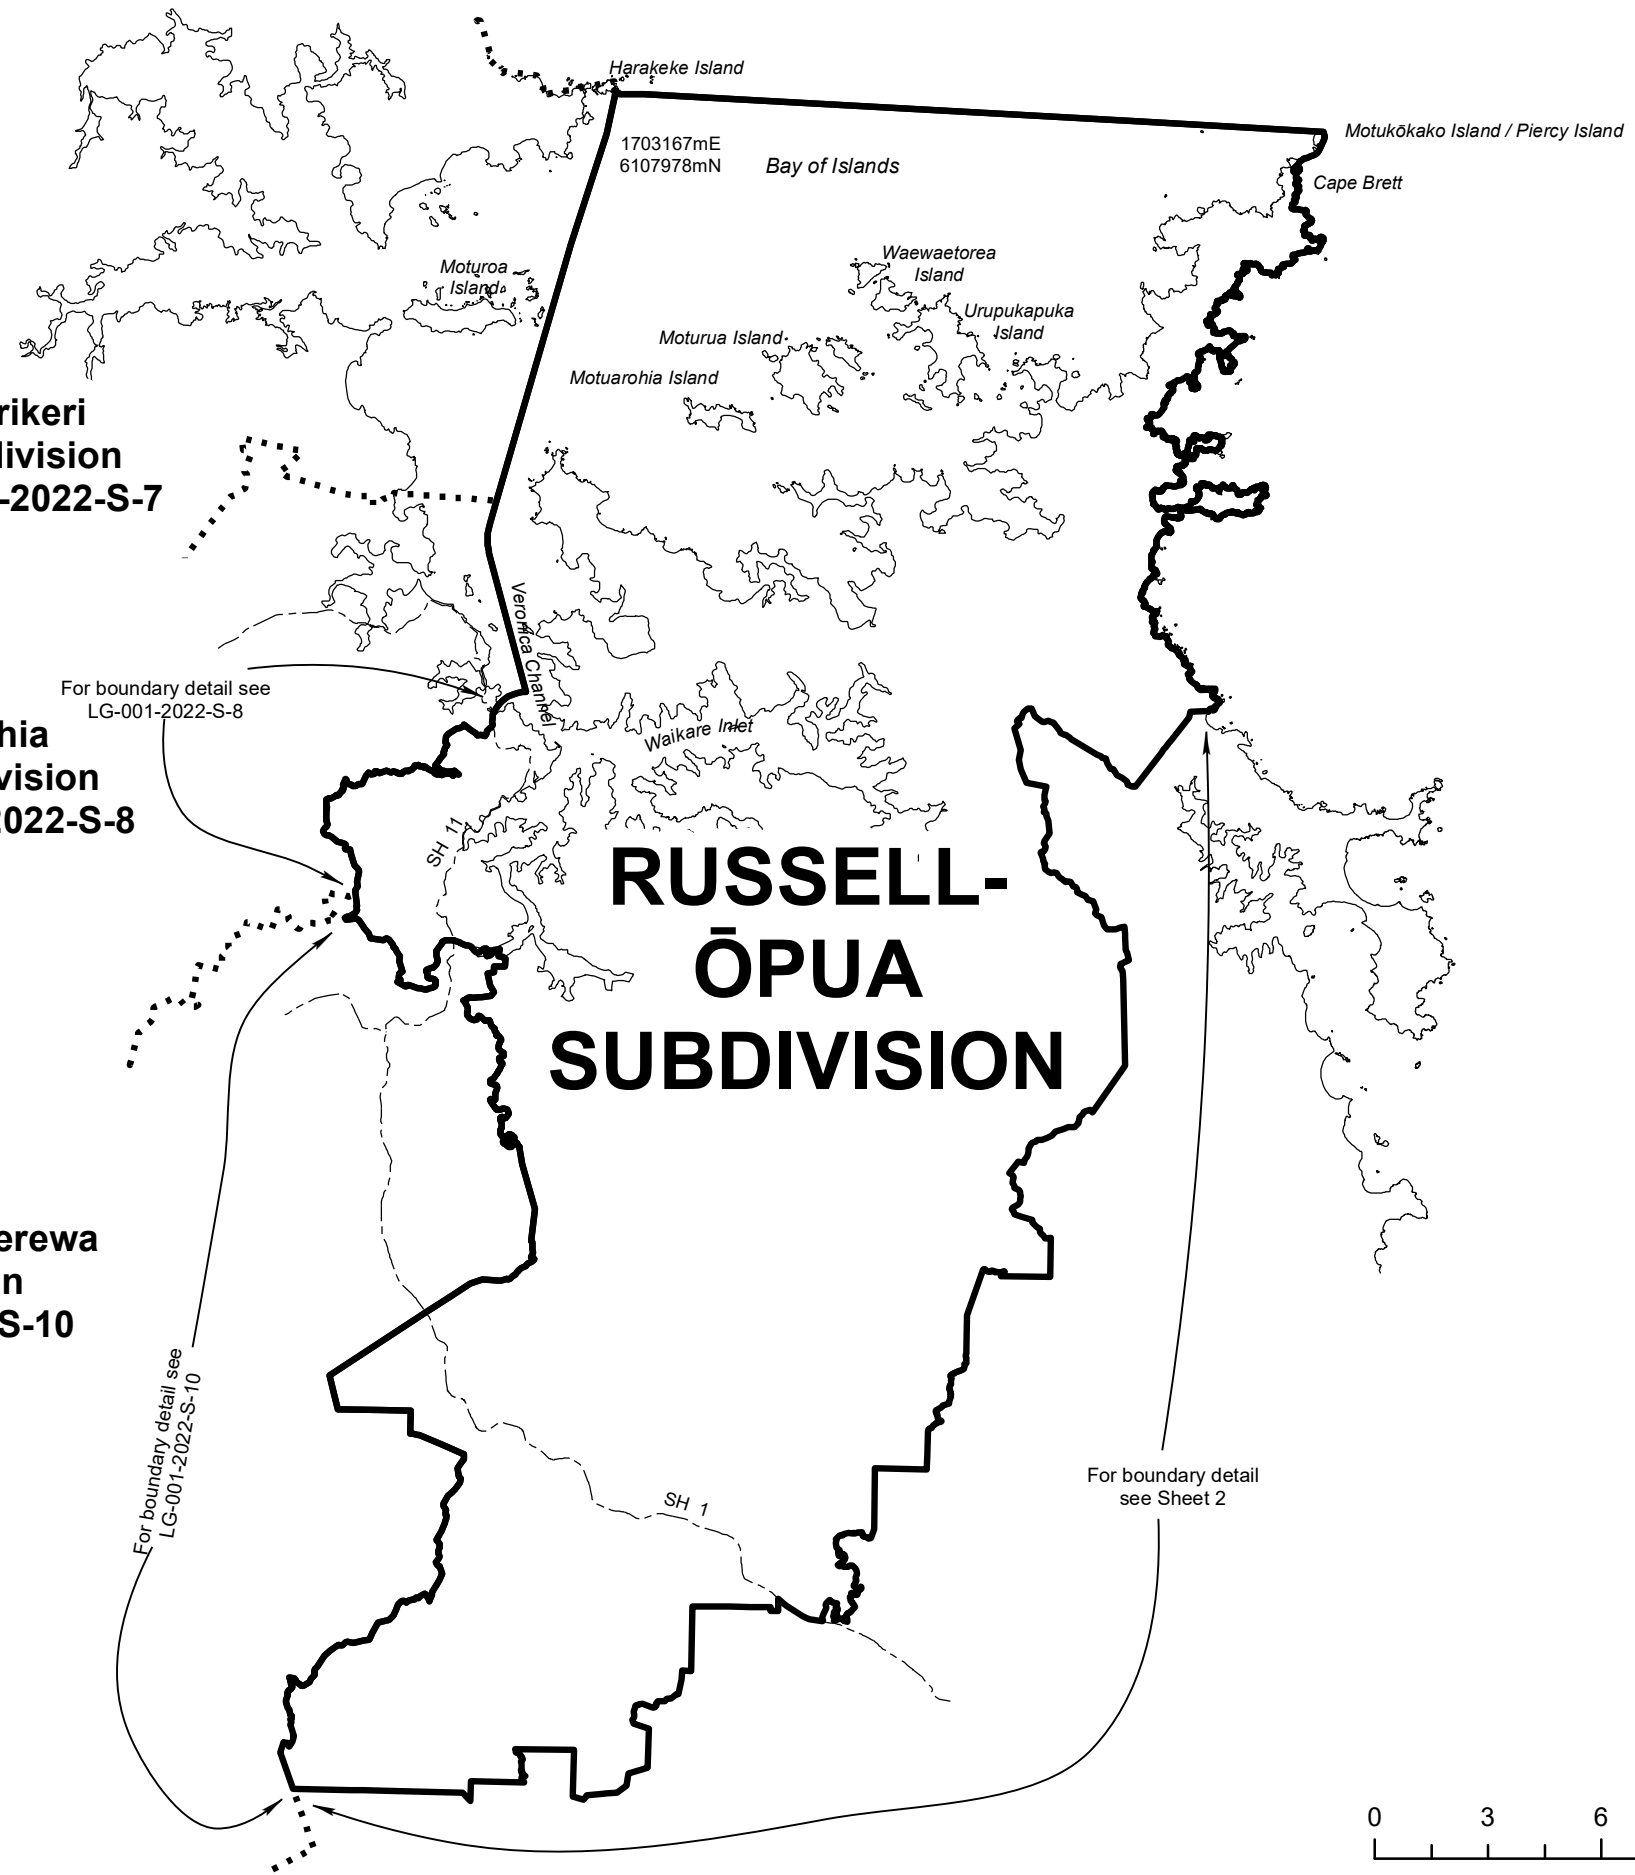 Harakeke Island
Motukōkako Island / Piercy Island
1703167mE
6107978mN
Bay of Islands
Cape Brett
Waewaetorea
Island
Moturoa
Island
Urupukapuka
Island
Moturua Island
Motuarohia Island
rikeri
division
-2022-S-7
Veronica Channel
For boundary detail see
LG-001-2022-S-8
hia
vision
2022-S-8
Waikare Inlet
SH 11
RUSSELL-
ŌPUA
SUBDIVISION
erewa
n
S-10
For boundary detail see
LG-001-2022-S-10
SH 1
For boundary detail
see Sheet 2
0 3 6